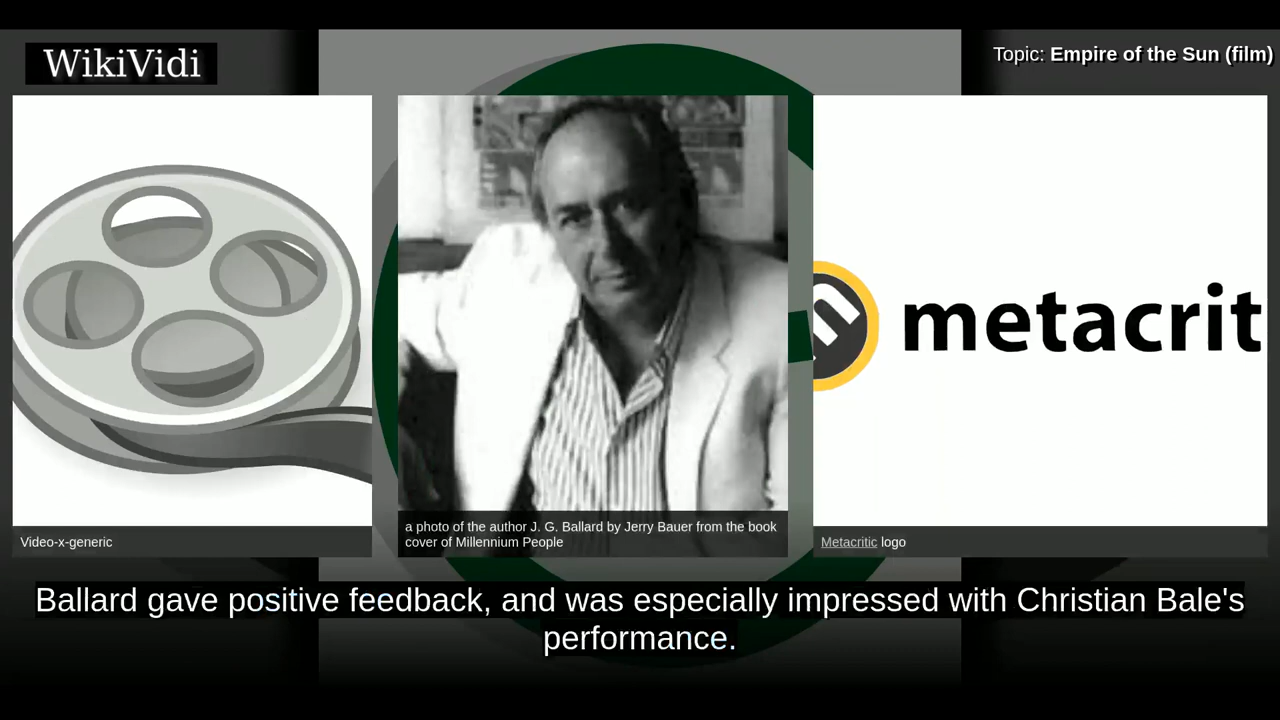 WikiVidi
Topic: Empire of the Sun (film)
metacrit
Video-x-generic
a photo of the author J. G. Ballard by Jerry Bauer from the book
cover of Millennium People
Metacritic logo
Ballard gave positive feedback, and was especially impressed with Christian Bale's
performance.